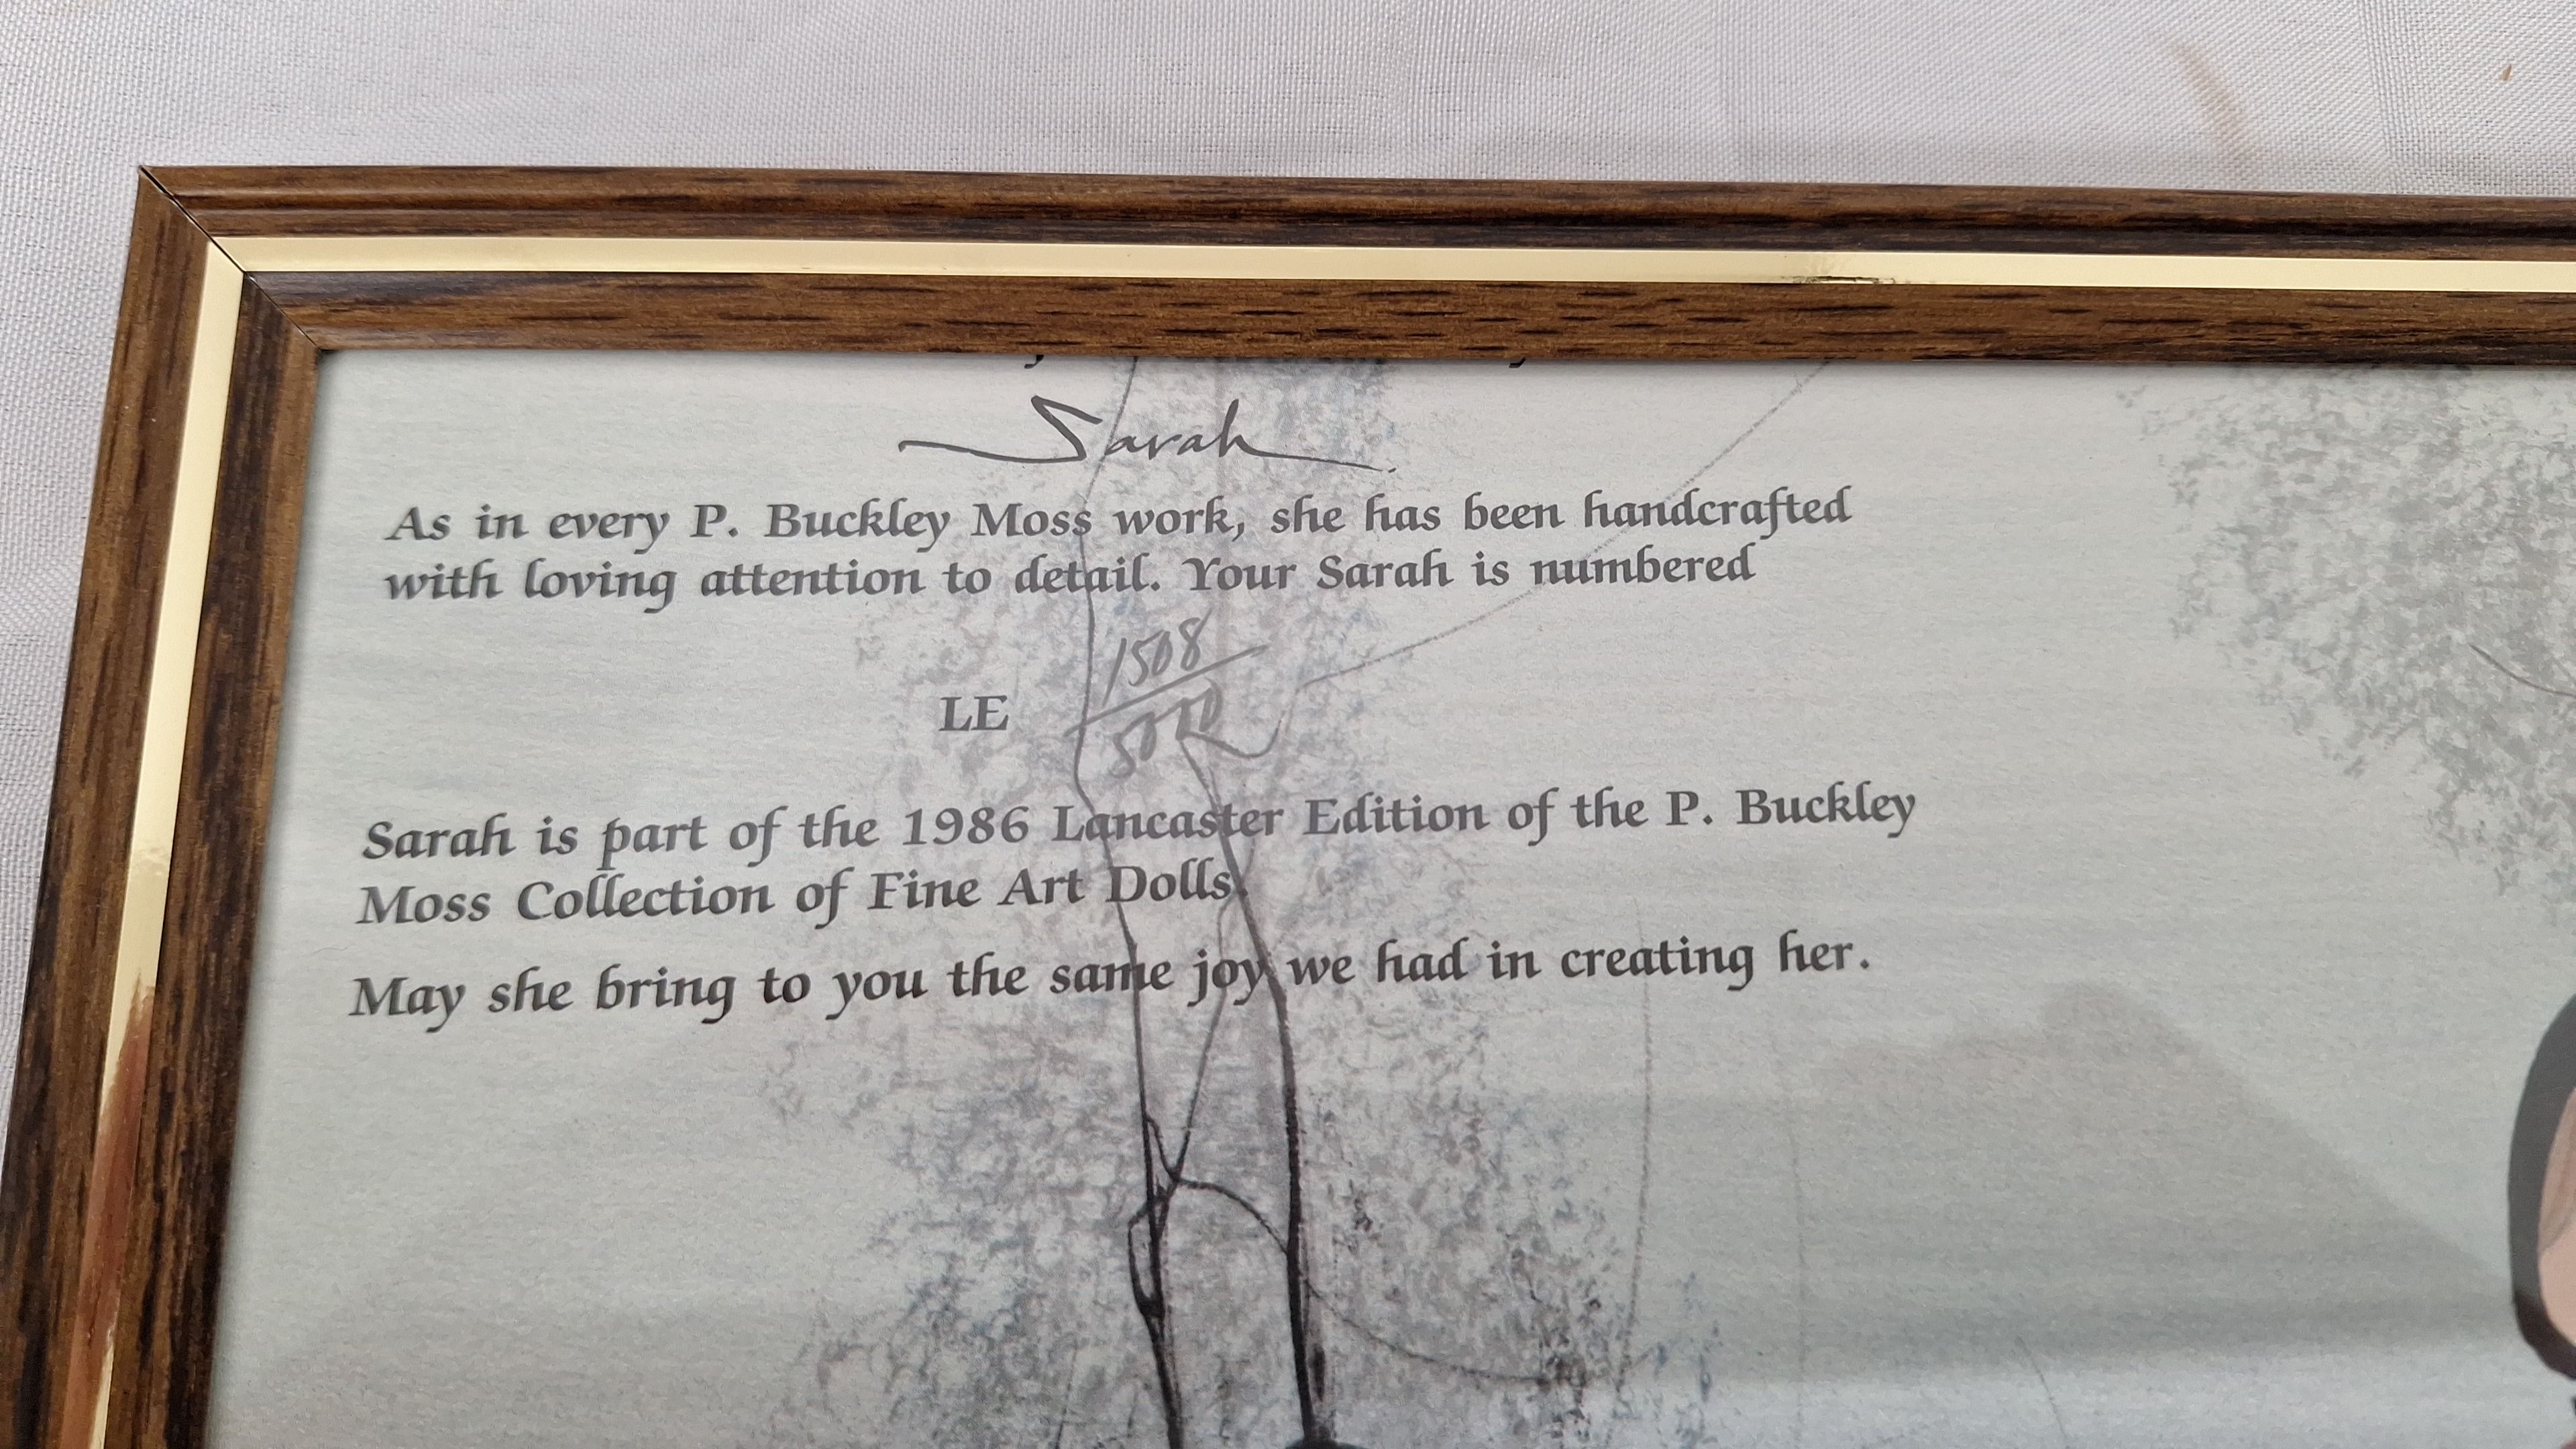 Sarah
As in every P. Buckley Moss work, she has been handcrafted
with loving attention to detail. Your Sarah is numbered
1508
LE
5000
Sarah is part of the 1986 Lancaster Edition of the P. Buckley
Moss Collection of Fine Art Dolls.
May she bring to you the same joy we had in creating her.